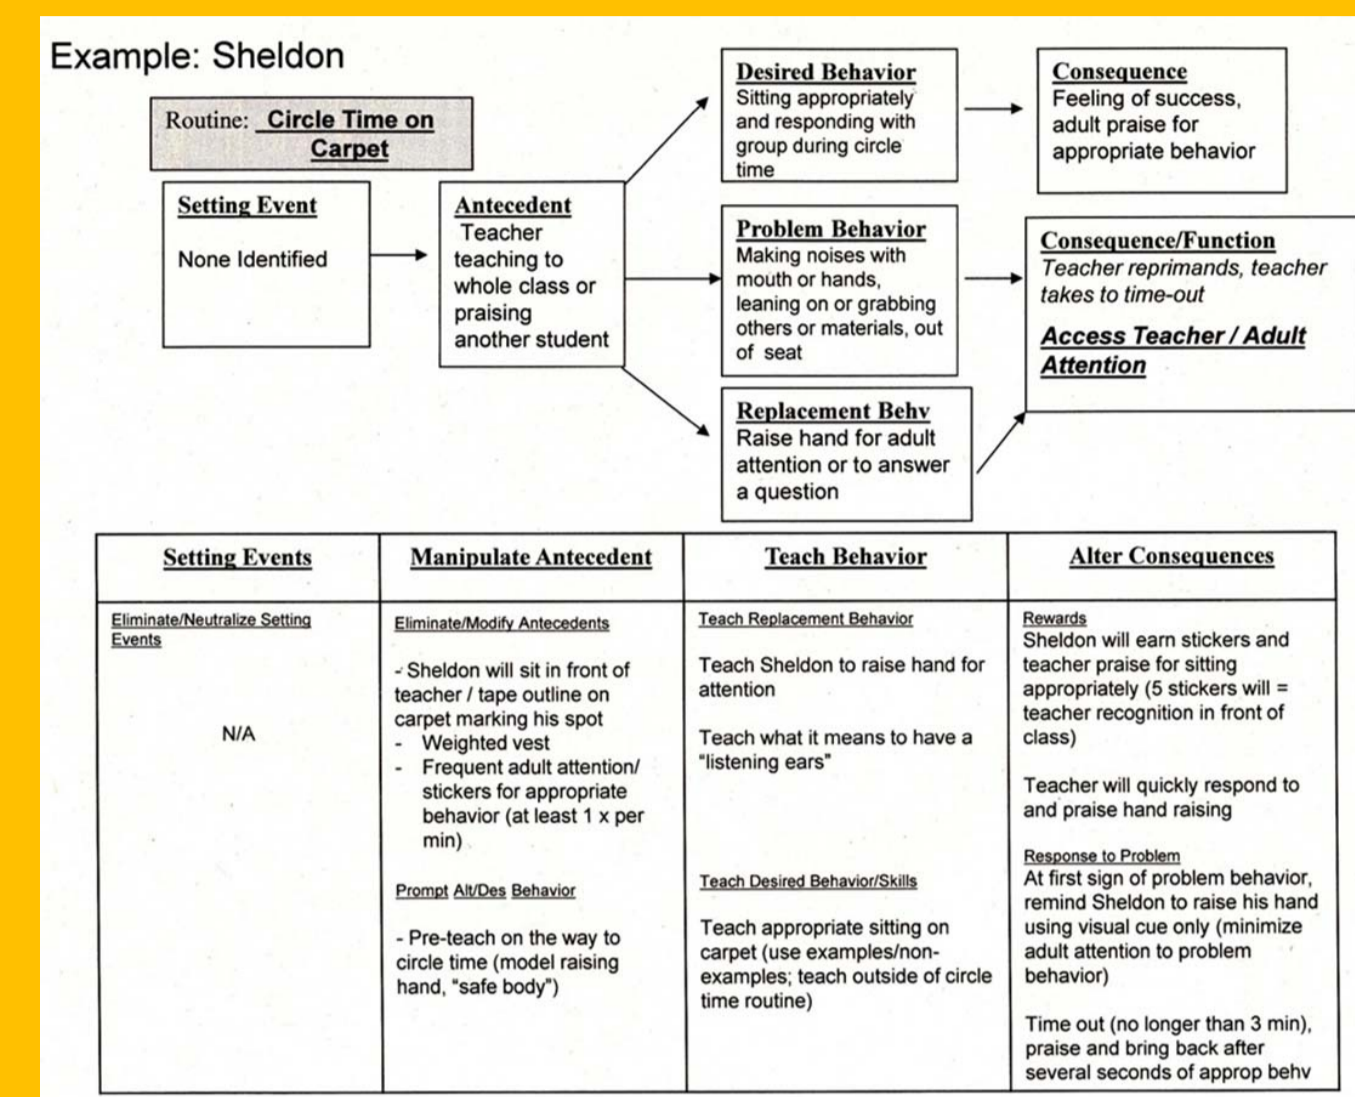 Example: Sheldon
Routine: Circle Time on
Carpet
Setting Event
None Identified
Antecedent
Teacher
teaching to
whole class or
praising
another student
Desired Behavior
Sitting appropriately
and responding with
group during circle
time
Consequence
Feeling of success,
adult praise for
appropriate behavior
Problem Behavior
Making noises with
mouth or hands,
leaning on or grabbing
others or materials, out
of seat
Consequence/Function
Teacher reprimands, teacher
takes to time-out
Access Teacher / Adult
Attention
Replacement Behv
Raise hand for adult
attention or to answer
a question
Setting Events
Eliminate/Neutralize Setting
Events
N/A
Manipulate Antecedent
Eliminate/Modify Antecedents
- Sheldon will sit in front of
teacher / tape outline on
carpet marking his spot
- Weighted vest
- Frequent adult attention/
stickers for appropriate
behavior (at least 1 x per
min)
Prompt Alt/Des Behavior
- Pre-teach on the way to
circle time (model raising
hand, "safe body")
Teach Behavior
Teach Replacement Behavior
Teach Sheldon to raise hand for
attention
Teach what it means to have a
"listening ears"
Teach Desired Behavior/Skills
Teach appropriate sitting on
carpet (use examples/non-
examples; teach outside of circle
time routine)
Alter Consequences
Rewards
Sheldon will earn stickers and
teacher praise for sitting
appropriately (5 stickers will =
teacher recognition in front of
class)
Teacher will quickly respond to
and praise hand raising
Response to Problem
At first sign of problem behavior,
remind Sheldon to raise his hand
using visual cue only (minimize
adult attention to problem
behavior)
Time out (no longer than 3 min),
praise and bring back after
several seconds of approp behv